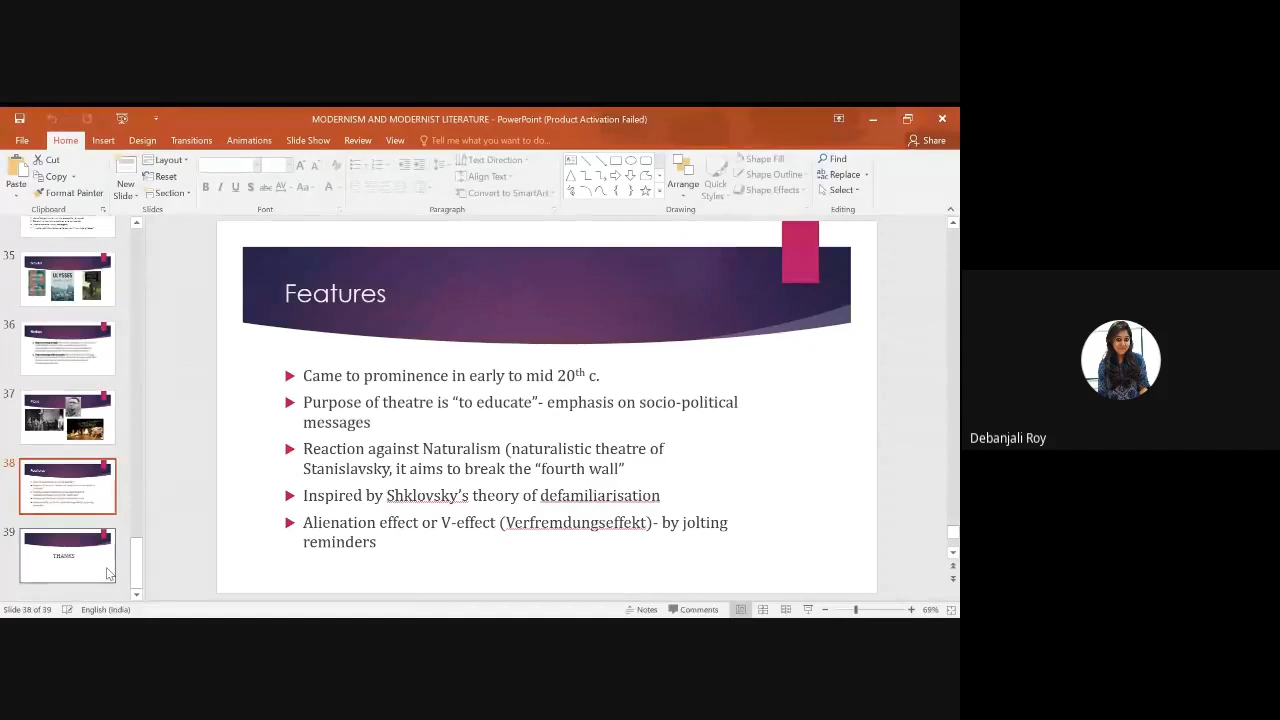 MODERNISM AND MODERNIST LITERATURE - PowerPoint (Product Activation Failed)
File Home Insert Design Transitions Animations Slide Show Review View Tell me what you want to do... Share
Paste
Cut
Copy
Format Painter
Clipboard
New Slide
Layout
Reset
Section
Slides
Font
Text Direction
Align Text
Convert to SmartArt
Paragraph
Arrange
Quick Styles
Shape Fill
Shape Outline
Shape Effects
Drawing
Find
Replace
Select
Editing
35
ULYSSES
36
37
38
39
THANKS
Features
Came to prominence in early to mid 20th c.
Purpose of theatre is “to educate”- emphasis on socio-political
messages
Reaction against Naturalism (naturalistic theatre of
Stanislavsky, it aims to break the “fourth wall”
Inspired by Shklovsky’s theory of defamiliarisation
Alienation effect or V-effect (Verfremdungseffekt)- by jolting
reminders
Slide 38 of 39 English (India) Notes Comments 69%
Debanjali Roy